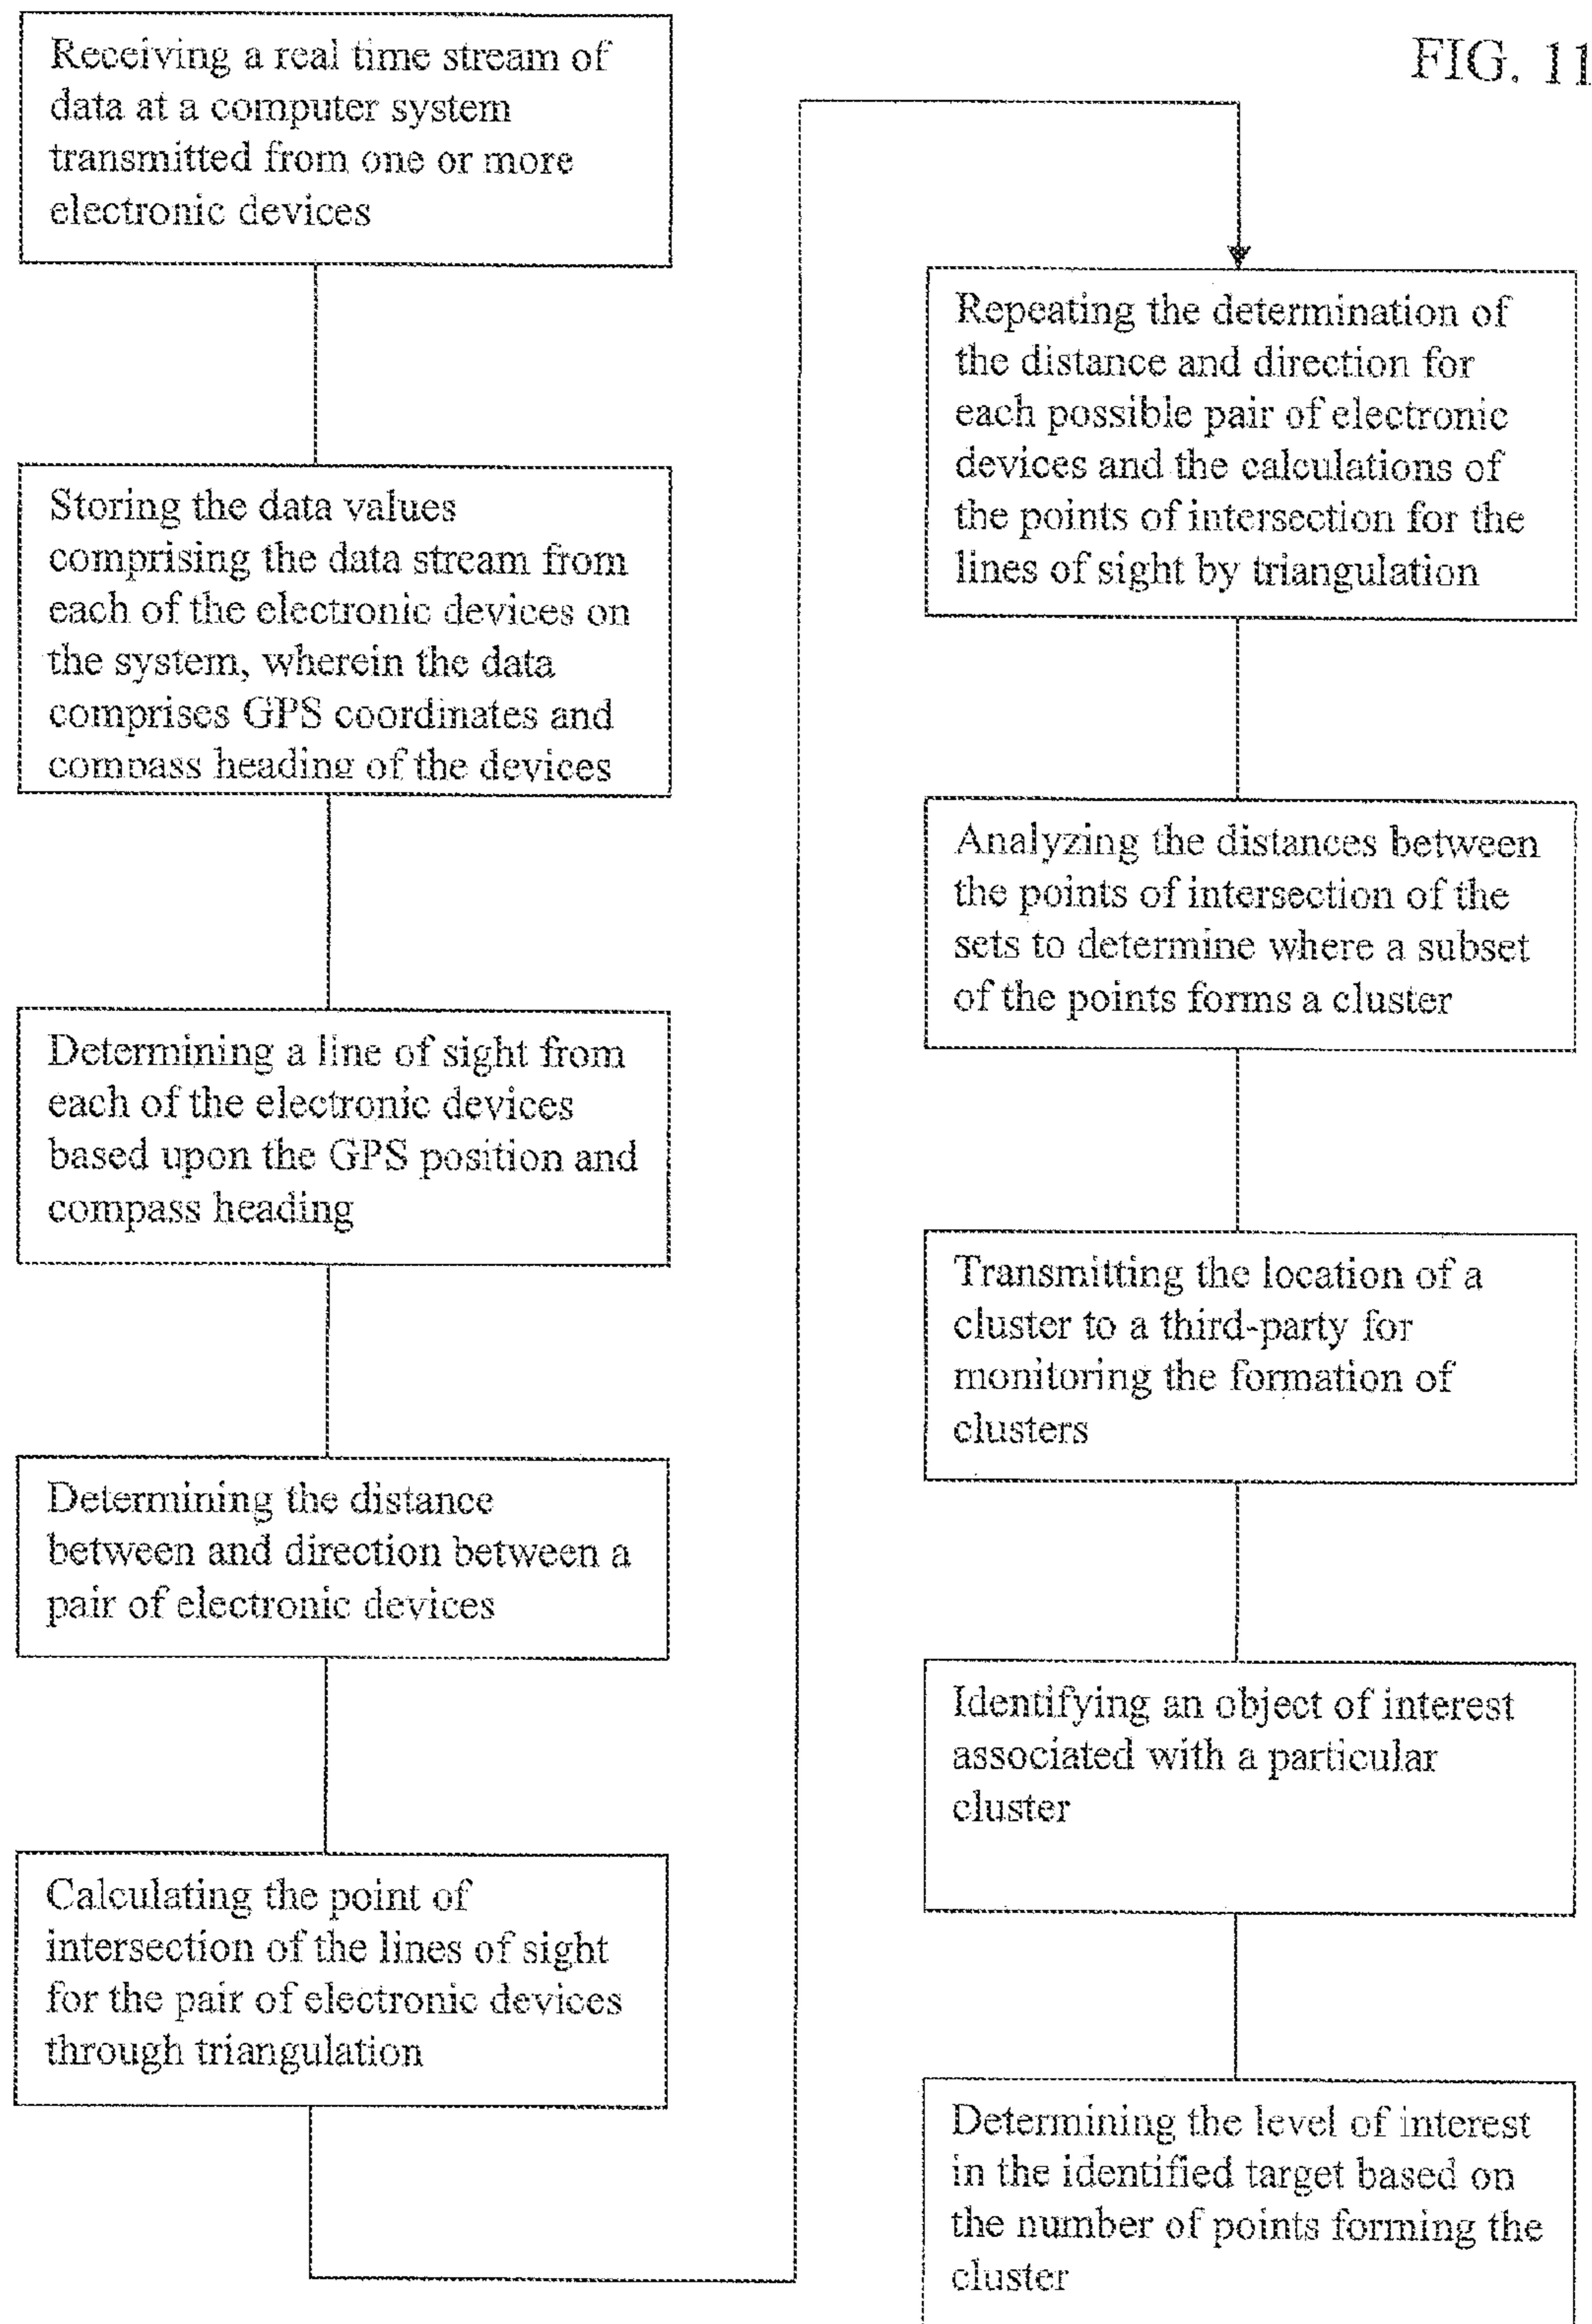 FIG. 11
Receiving a real time stream of
data at a computer system
transmitted from one or more
electronic devices
Storing the data values
comprising the data stream from
each of the electronic devices on
the system, wherein the data
comprises GPS coordinates and
compass heading of the devices
Determining a line of sight from
each of the electronic devices
based upon the GPS position and
compass heading
Determining the distance
between and direction between a
pair of electronic devices
Calculating the point of
intersection of the lines of sight
for the pair of electronic devices
through triangulation
Repeating the determination of
the distance and direction for
each possible pair of electronic
devices and the calculations of
the points of intersection for the
lines of sight by triangulation
Analyzing the distances between
the points of intersection of the
sets to determine where a subset
of the points forms a cluster
Transmitting the location of a
cluster to a third-party for
monitoring the formation of
clusters
Identifying an object of interest
associated with a particular
cluster
Determining the level of interest
in the identified target based on
the number of points forming the
cluster